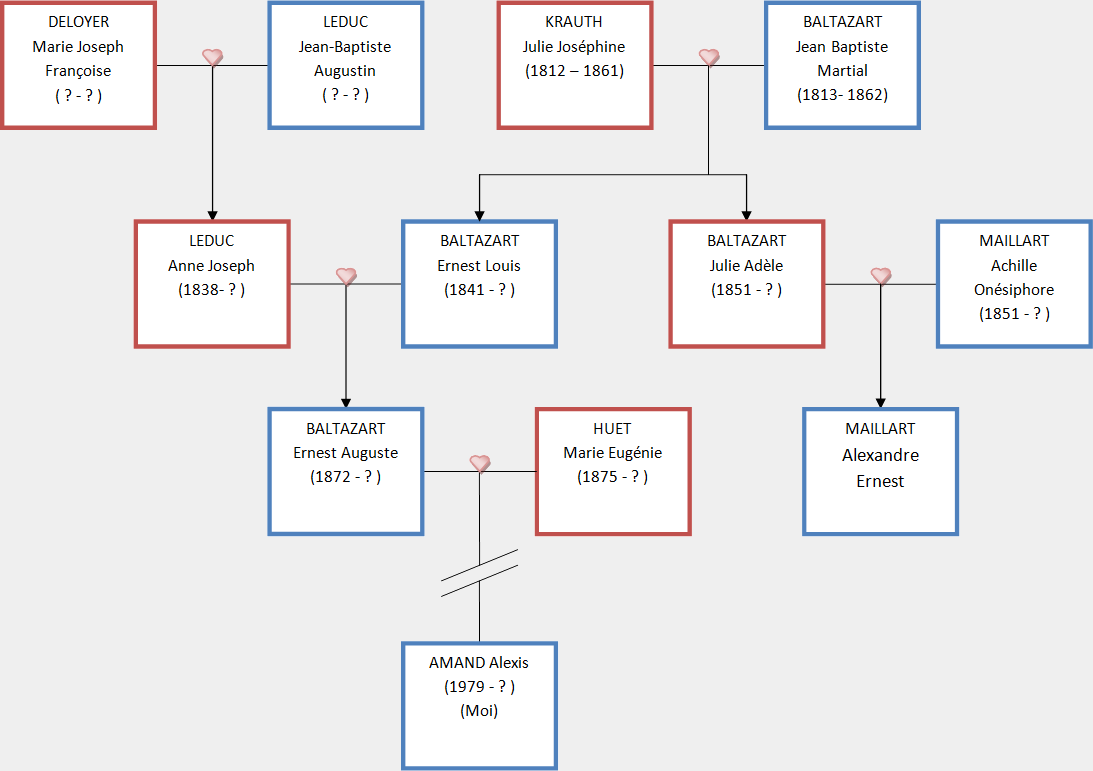 DELOYER
Marie Joseph
Françoise
( ? - ? )
LEDUC
Jean-Baptiste
Augustin
( ? - ? )
KRAUTH
Julie Joséphine
(1812 – 1861)
BALTAZART
Jean Baptiste
Martial
(1813- 1862)
LEDUC
Anne Joseph
(1838- ? )
BALTAZART
Ernest Louis
(1841 - ? )
BALTAZART
Julie Adèle
(1851 - ? )
MAILLART
Achille
Onésiphore
(1851 - ? )
BALTAZART
Ernest Auguste
(1872 - ? )
HUET
Marie Eugénie
(1875 - ? )
MAILLART
Alexandre
Ernest
AMAND Alexis
(1979 - ? )
(Moi)